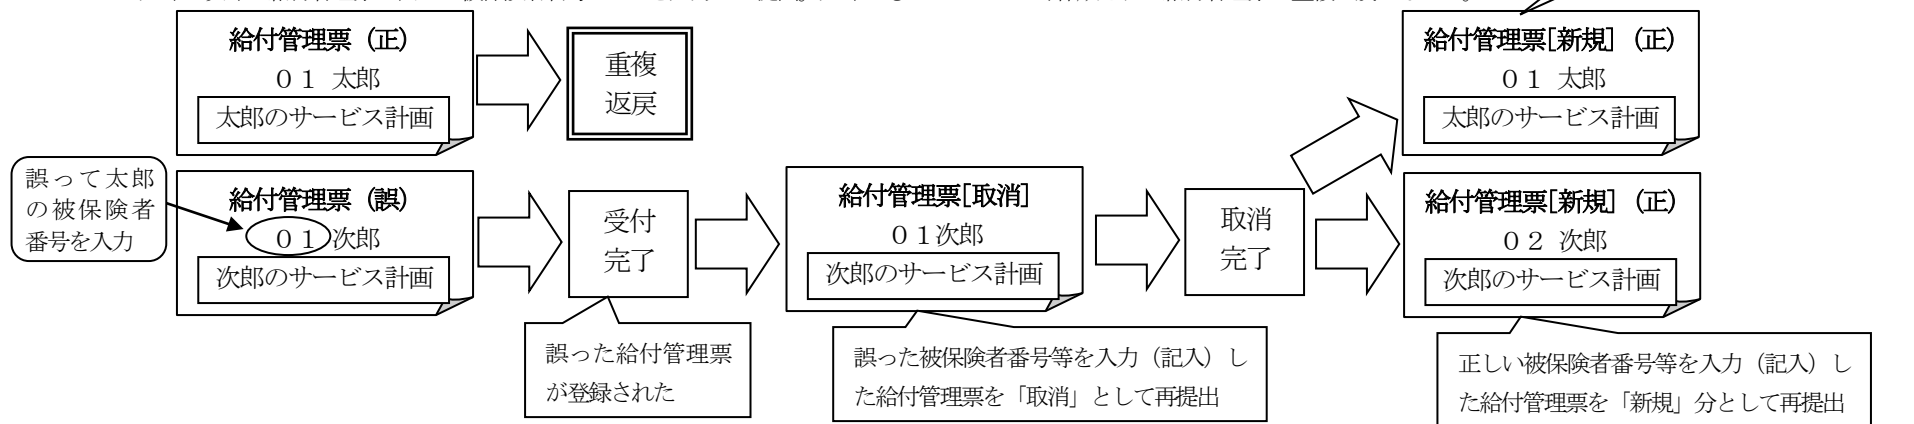 給付管理票（正）
０１ 太郎
太郎のサービス計画
重複
返戻
給付管理票[新規]（正）
０１ 太郎
太郎のサービス計画
誤って太郎
の被保険者
番号を入力
給付管理票（誤）
０１次郎
次郎のサービス計画
受付
完了
給付管理票[取消]
０１次郎
次郎のサービス計画
取消
完了
給付管理票[新規]（正）
０２ 次郎
次郎のサービス計画
誤った給付管理票
が登録された
誤った被保険者番号等を入力（記入）し
た給付管理票を「取消」として再提出
正しい被保険者番号等を入力（記入）し
た給付管理票を「新規」分として再提出